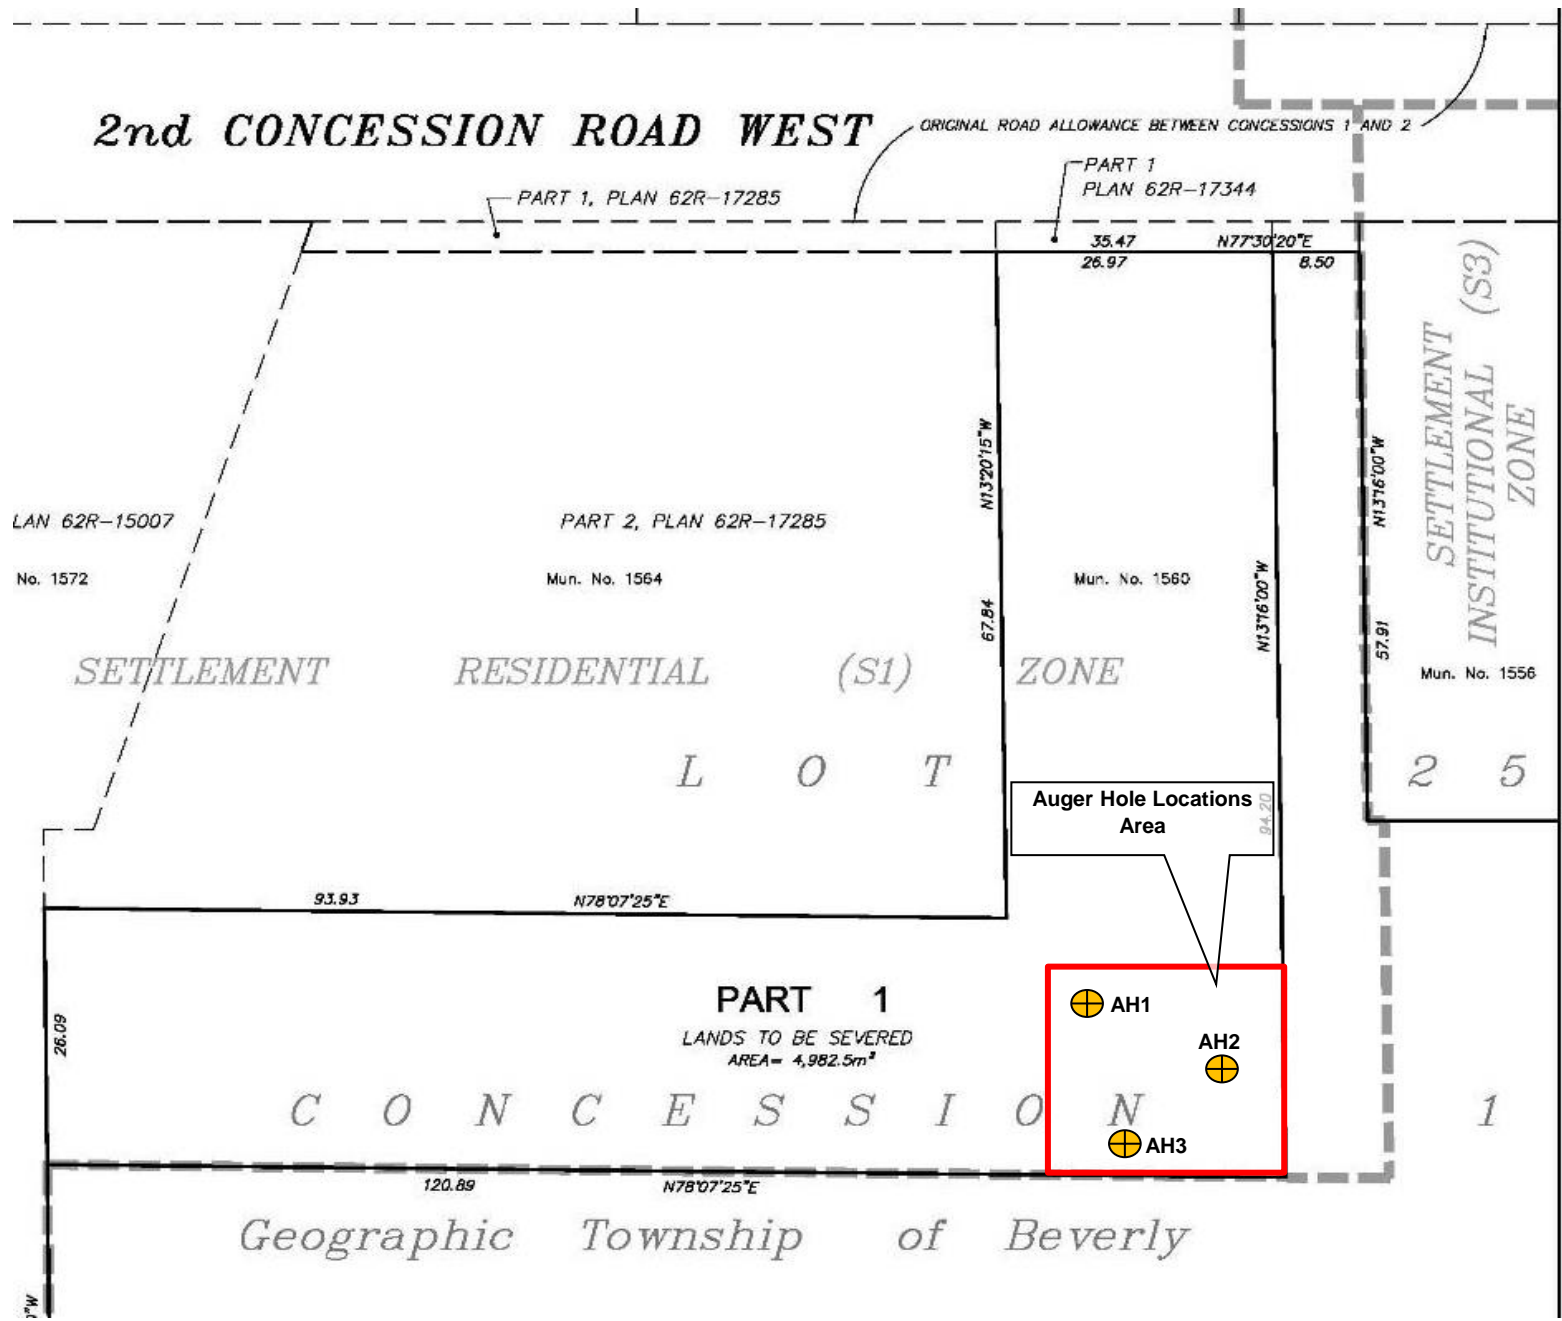 2nd CONCESSION ROAD WEST
ORIGINAL ROAD ALLOWANCE BETWEEN CONCESSIONS 1 AND 2
PART 1
PLAN 62R-17344
PART 1, PLAN 62R-17285
35.47 N77°30'20"E
26.97 8.50
SETTLEMENT
INSTITUTIONAL (S3)
ZONE
N13°20'15"W
N13°16'00"W
LAN 62R-15007
PART 2, PLAN 62R-17285
No. 1572
Mun. No. 1564
Mun. No. 1560
N13°16'00"W
67.84
57.91
SETTLEMENT RESIDENTIAL (S1) ZONE
Mun. No. 1556
LOT 25
Auger Hole Locations
Area
94.20
93.93 N78°07'25"E
PART 1
LANDS TO BE SEVERED
AREA= 4,982.5m²
26.09
AH1
AH2
CONCESSION 1
AH3
120.89 N78°07'25"E
Geographic Township of Beverly
"W